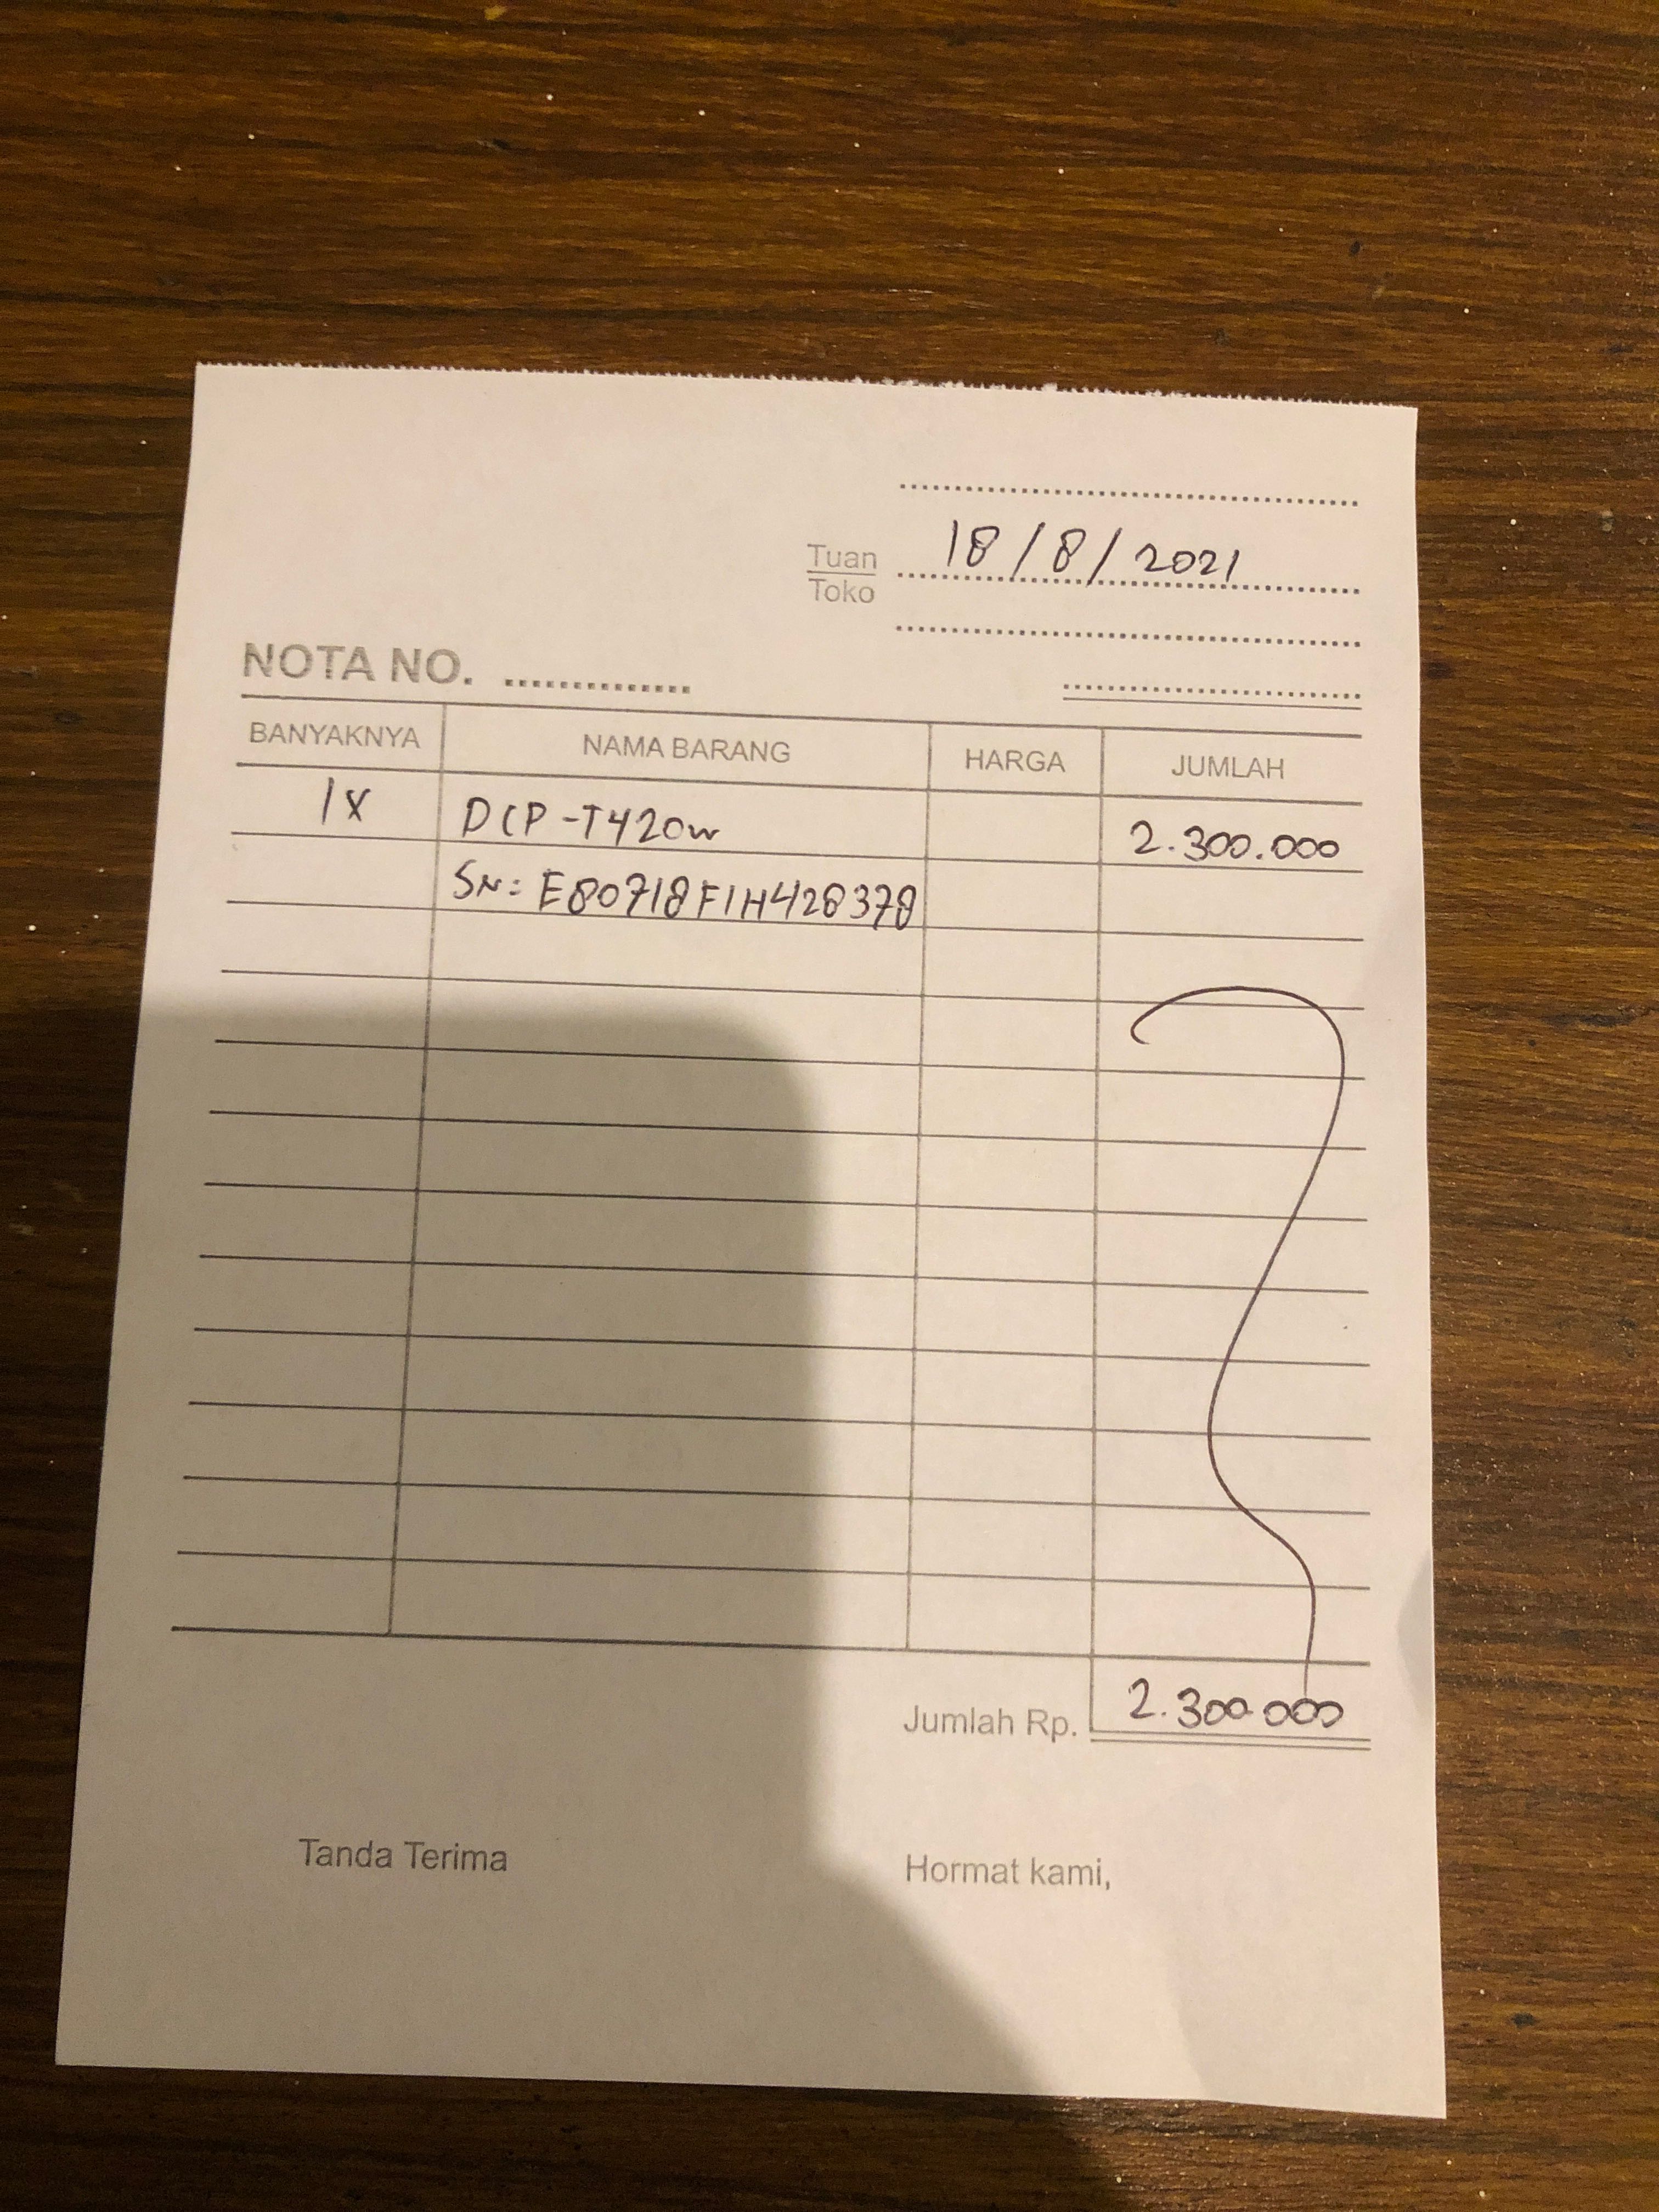 18/8/2021
Tuan
Toko
NOTA NO.
BANYAKNYA NAMA BARANG HARGA JUMLAH
1x DCP-T420w 2.300.000
SN: E80718F1H428378
Jumlah Rp. 2.300.000
Tanda Terima Hormat kami,